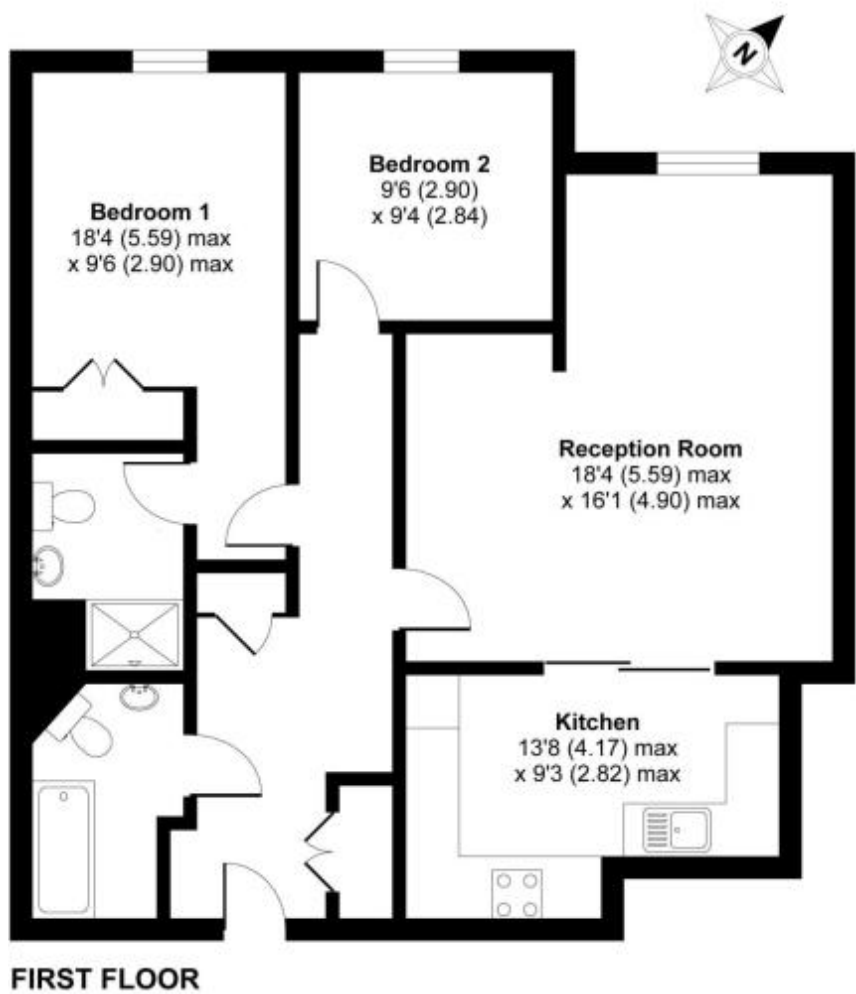 N
Bedroom 1
18'4 (5.59) max
x 9'6 (2.90) max
Bedroom 2
9'6 (2.90)
x 9'4 (2.84)
Reception Room
18'4 (5.59) max
x 16'1 (4.90) max
Kitchen
13'8 (4.17) max
x 9'3 (2.82) max
FIRST FLOOR